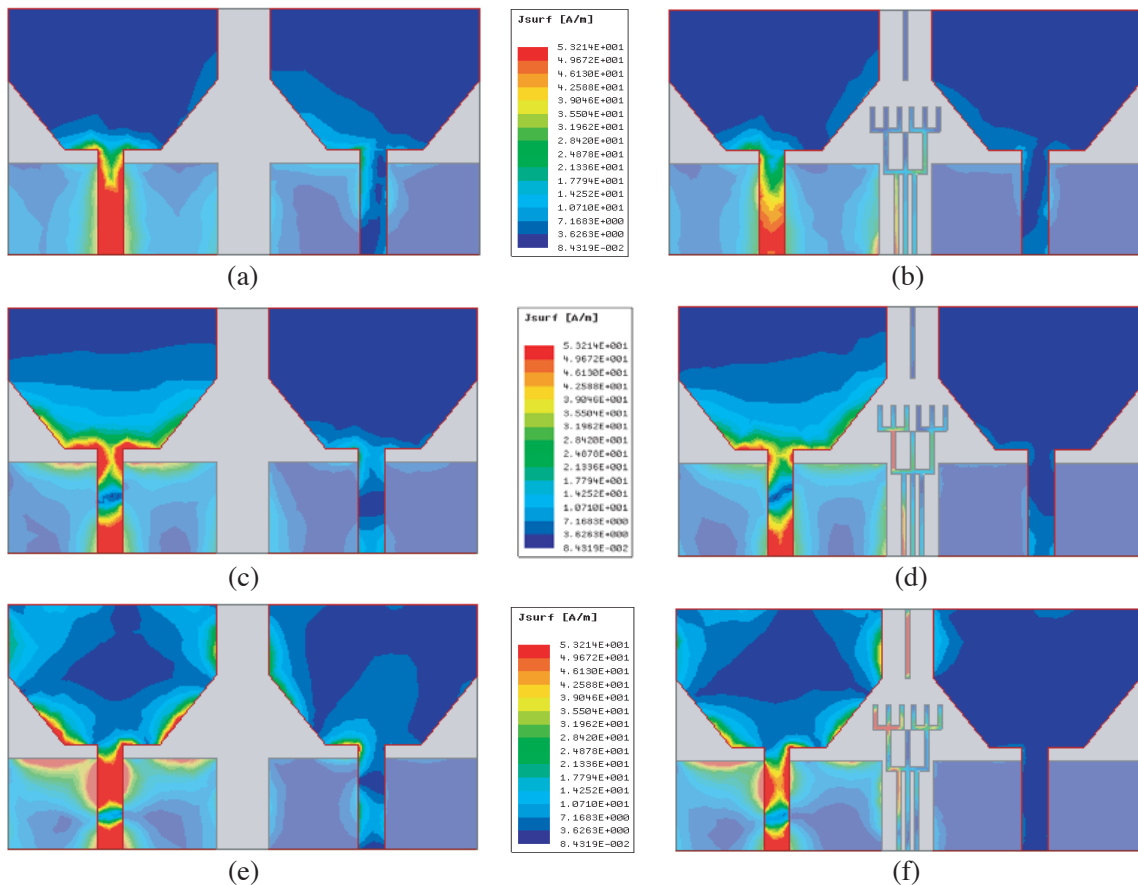 Jsurf [A/m]
5.3214E+001
4.9672E+001
4.6130E+001
4.2588E+001
3.9046E+001
3.5504E+001
3.1962E+001
2.8420E+001
2.4878E+001
2.1336E+001
1.7794E+001
1.4252E+001
1.0710E+001
7.1683E+000
3.6263E+000
8.4319E-002
(a)
(b)
Jsurf [A/m]
5.3214E+001
4.9672E+001
4.6130E+001
4.2588E+001
3.9046E+001
3.5504E+001
3.1962E+001
2.8420E+001
2.4878E+001
2.1336E+001
1.7794E+001
1.4252E+001
1.0710E+001
7.1683E+000
3.6263E+000
8.4319E-002
(c)
(d)
Jsurf [A/m]
5.3214E+001
4.9672E+001
4.6130E+001
4.2588E+001
3.9046E+001
3.5504E+001
3.1962E+001
2.8420E+001
2.4878E+001
2.1336E+001
1.7794E+001
1.4252E+001
1.0710E+001
7.1683E+000
3.6263E+000
8.4319E-002
(e)
(f)